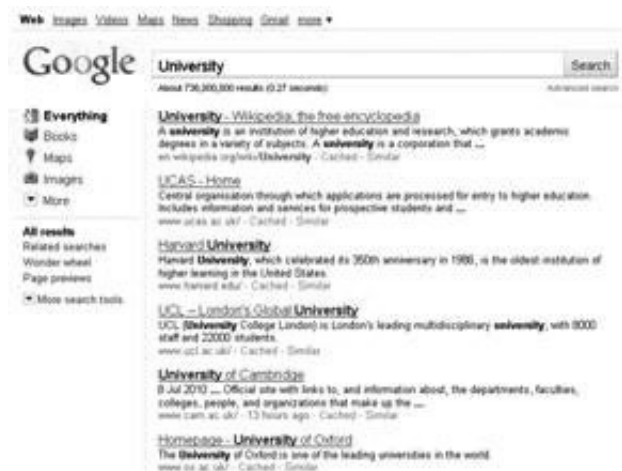 Web Images Videos Maps News Shopping Gmail more ▼
Google
University
Search
About 736,000,000 results (0.27 seconds)
Advanced search
Everything
Books
Maps
Images
More
All results
Related searches
Wonder wheel
Page previews
More search tools
University - Wikipedia, the free encyclopedia
A university is an institution of higher education and research, which grants academic
degrees in a variety of subjects. A university is a corporation that ...
en.wikipedia.org/wiki/University - Cached - Similar
UCAS - Home
Central organisation through which applications are processed for entry to higher education.
Includes information and services for prospective students and ...
www.ucas.ac.uk/ - Cached - Similar
Harvard University
Harvard University, which celebrated its 350th anniversary in 1986, is the oldest institution of
higher learning in the United States.
www.harvard.edu/ - Cached - Similar
UCL – London's Global University
UCL (University College London) is London's leading multidisciplinary university, with 8000
staff and 22000 students.
www.ucl.ac.uk/ - Cached - Similar
University of Cambridge
8 Jul 2010 ... Official site with links to, and information about, the departments, faculties,
colleges, people, and organizations that make up the ...
www.cam.ac.uk/ - 13 hours ago - Cached - Similar
Homepage - University of Oxford
The University of Oxford is one of the leading universities in the world.
www.ox.ac.uk/ - Cached - Similar